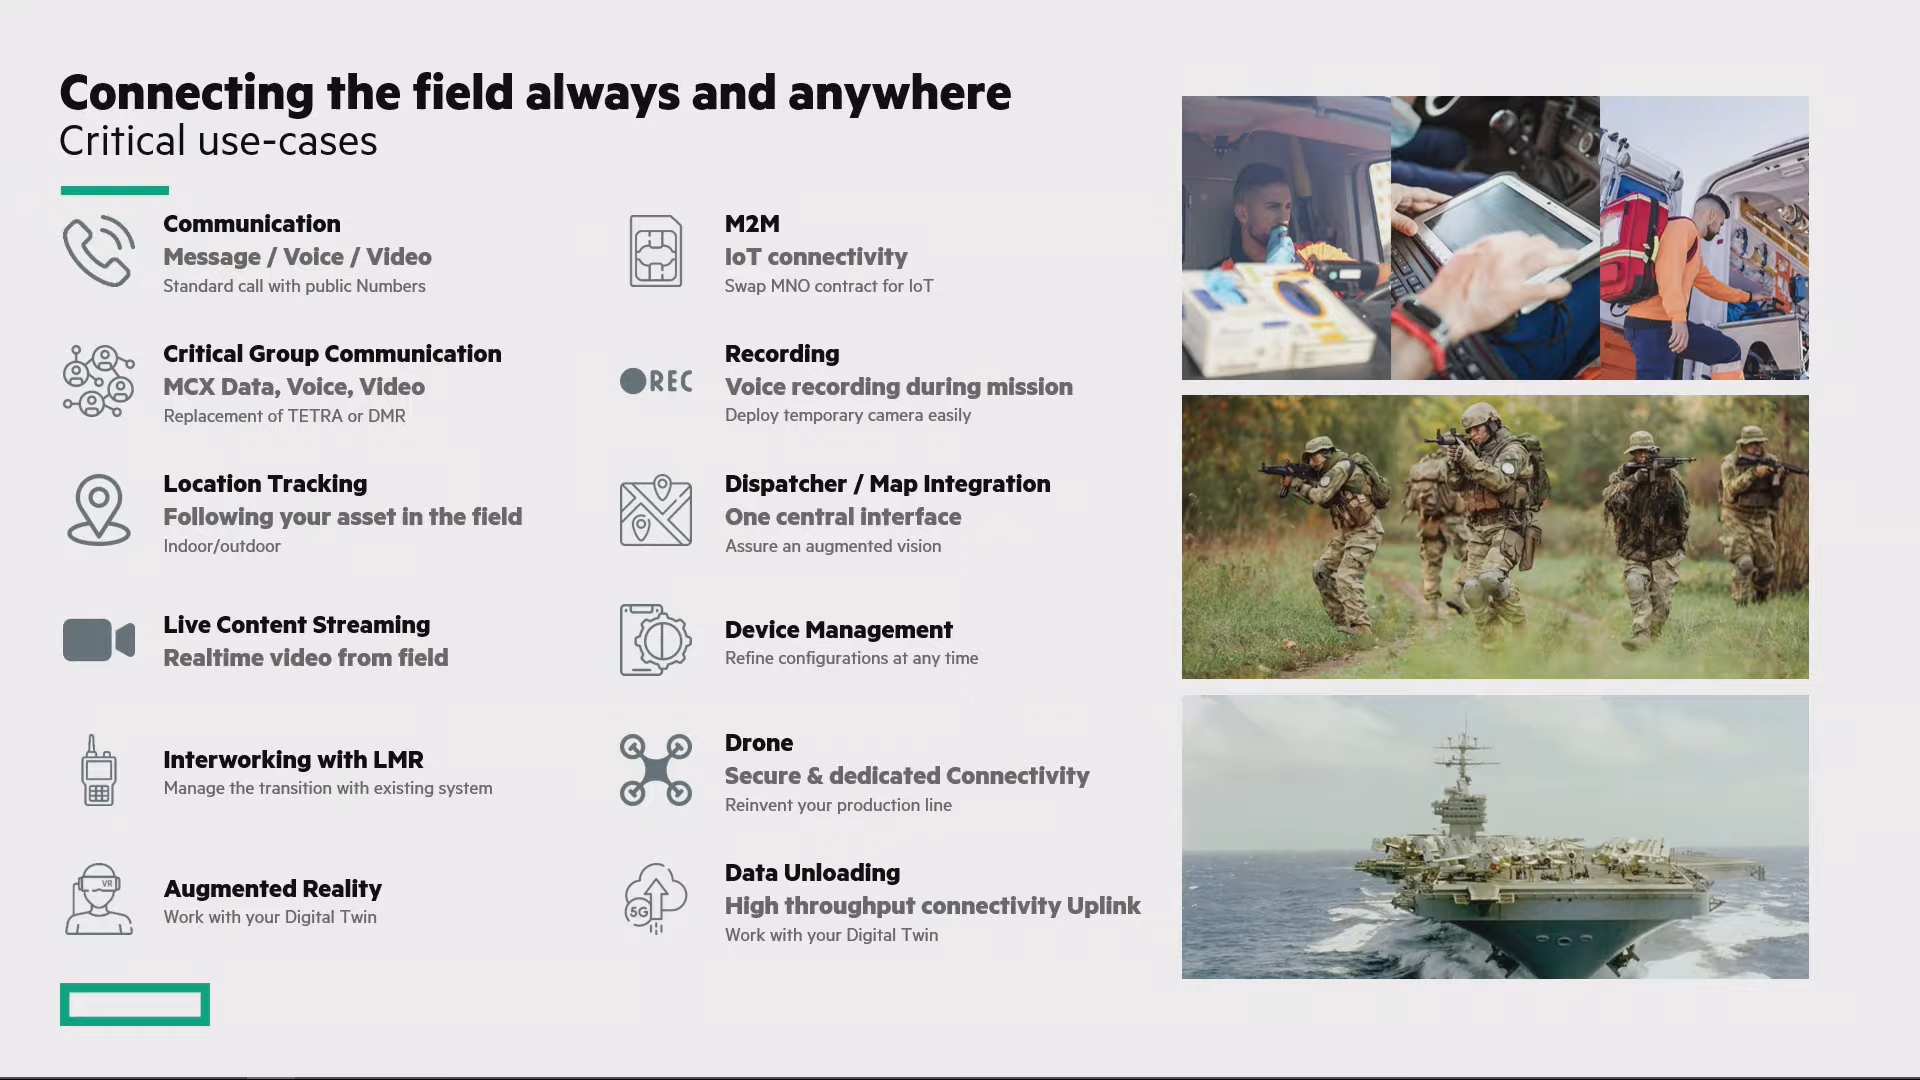 Connecting the field always and anywhere
Critical use-cases
Communication
Message / Voice / Video
Standard call with public Numbers
Critical Group Communication
MCX Data, Voice, Video
Replacement of TETRA or DMR
Location Tracking
Following your asset in the field
Indoor/outdoor
Live Content Streaming
Realtime video from field
Interworking with LMR
Manage the transition with existing system
VR
Augmented Reality
Work with your Digital Twin
M2M
IoT connectivity
Swap MNO contract for IoT
REC
Recording
Voice recording during mission
Deploy temporary camera easily
Dispatcher / Map Integration
One central interface
Assure an augmented vision
Device Management
Refine configurations at any time
Drone
Secure & dedicated Connectivity
Reinvent your production line
5G
Data Unloading
High throughput connectivity Uplink
Work with your Digital Twin